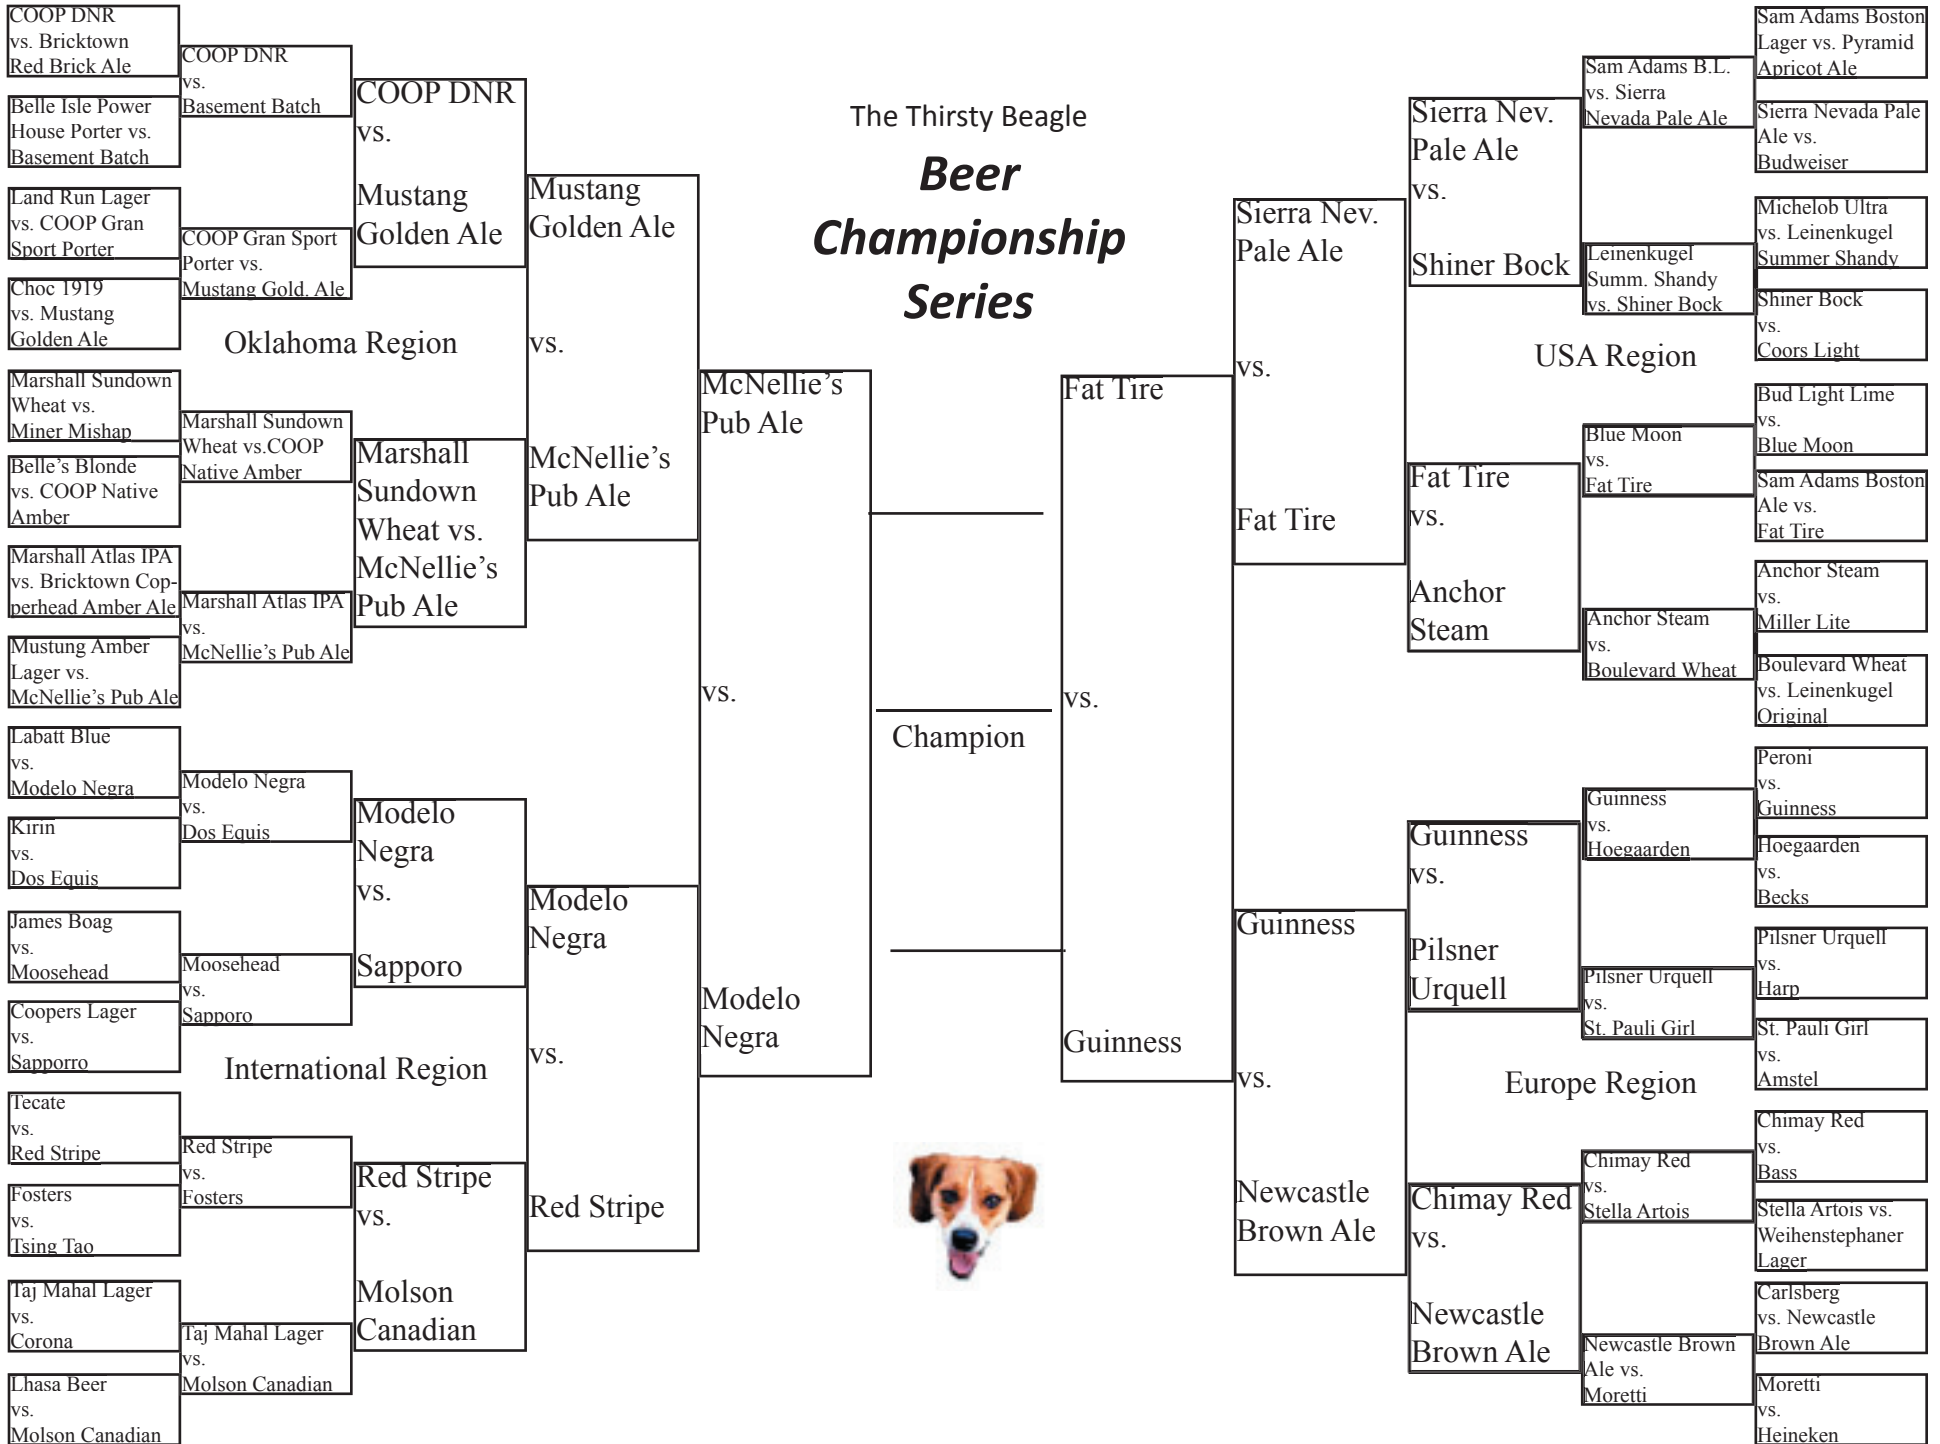 The Thirsty Beagle
Beer
Championship
Series
COOP DNR
vs. Bricktown
Red Brick Ale
Belle Isle Power
House Porter vs.
Basement Batch
Land Run Lager
vs. COOP Gran
Sport Porter
Choc 1919
vs. Mustang
Golden Ale
Marshall Sundown
Wheat vs.
Miner Mishap
Belle’s Blonde
vs. COOP Native
Amber
Marshall Atlas IPA
vs. Bricktown Cop-
perhead Amber Ale
Mustung Amber
Lager vs.
McNellie’s Pub Ale
Labatt Blue
vs.
Modelo Negra
Kirin
vs.
Dos Equis
James Boag
vs.
Moosehead
Coopers Lager
vs.
Sapporro
Tecate
vs.
Red Stripe
Fosters
vs.
Tsing Tao
Taj Mahal Lager
vs.
Corona
Lhasa Beer
vs.
Molson Canadian
COOP DNR
vs.
Basement Batch
COOP Gran Sport
Porter vs.
Mustang Gold. Ale
Oklahoma Region
Marshall Sundown
Wheat vs.COOP
Native Amber
Marshall Atlas IPA
vs.
McNellie’s Pub Ale
Modelo Negra
vs.
Dos Equis
Moosehead
vs.
Sapporo
International Region
Red Stripe
vs.
Fosters
Taj Mahal Lager
vs.
Molson Canadian
COOP DNR
vs.
Mustang
Golden Ale
Marshall
Sundown
Wheat vs.
McNellie’s
Pub Ale
Modelo
Negra
vs.
Sapporo
Red Stripe
vs.
Molson
Canadian
Mustang
Golden Ale
vs.
McNellie’s
Pub Ale
Modelo
Negra
vs.
Red Stripe
McNellie’s
Pub Ale
vs.
Modelo
Negra
Champion
Fat Tire
vs.
Guinness
Sierra Nev.
Pale Ale
vs.
Fat Tire
Guinness
vs.
Newcastle
Brown Ale
Sierra Nev.
Pale Ale
vs.
Shiner Bock
Fat Tire
vs.
Anchor
Steam
Guinness
vs.
Pilsner
Urquell
Chimay Red
vs.
Newcastle
Brown Ale
Sam Adams B.L.
vs. Sierra
Nevada Pale Ale
Leinenkugel
Summ. Shandy
vs. Shiner Bock
USA Region
Blue Moon
vs.
Fat Tire
Anchor Steam
vs.
Boulevard Wheat
Guinness
vs.
Hoegaarden
Pilsner Urquell
vs.
St. Pauli Girl
Europe Region
Chimay Red
vs.
Stella Artois
Newcastle Brown
Ale vs.
Moretti
Sam Adams Boston
Lager vs. Pyramid
Apricot Ale
Sierra Nevada Pale
Ale vs.
Budweiser
Michelob Ultra
vs. Leinenkugel
Summer Shandy
Shiner Bock
vs.
Coors Light
Bud Light Lime
vs.
Blue Moon
Sam Adams Boston
Ale vs.
Fat Tire
Anchor Steam
vs.
Miller Lite
Boulevard Wheat
vs. Leinenkugel
Original
Peroni
vs.
Guinness
Hoegaarden
vs.
Becks
Pilsner Urquell
vs.
Harp
St. Pauli Girl
vs.
Amstel
Chimay Red
vs.
Bass
Stella Artois vs.
Weihenstephaner
Lager
Carlsberg
vs. Newcastle
Brown Ale
Moretti
vs.
Heineken